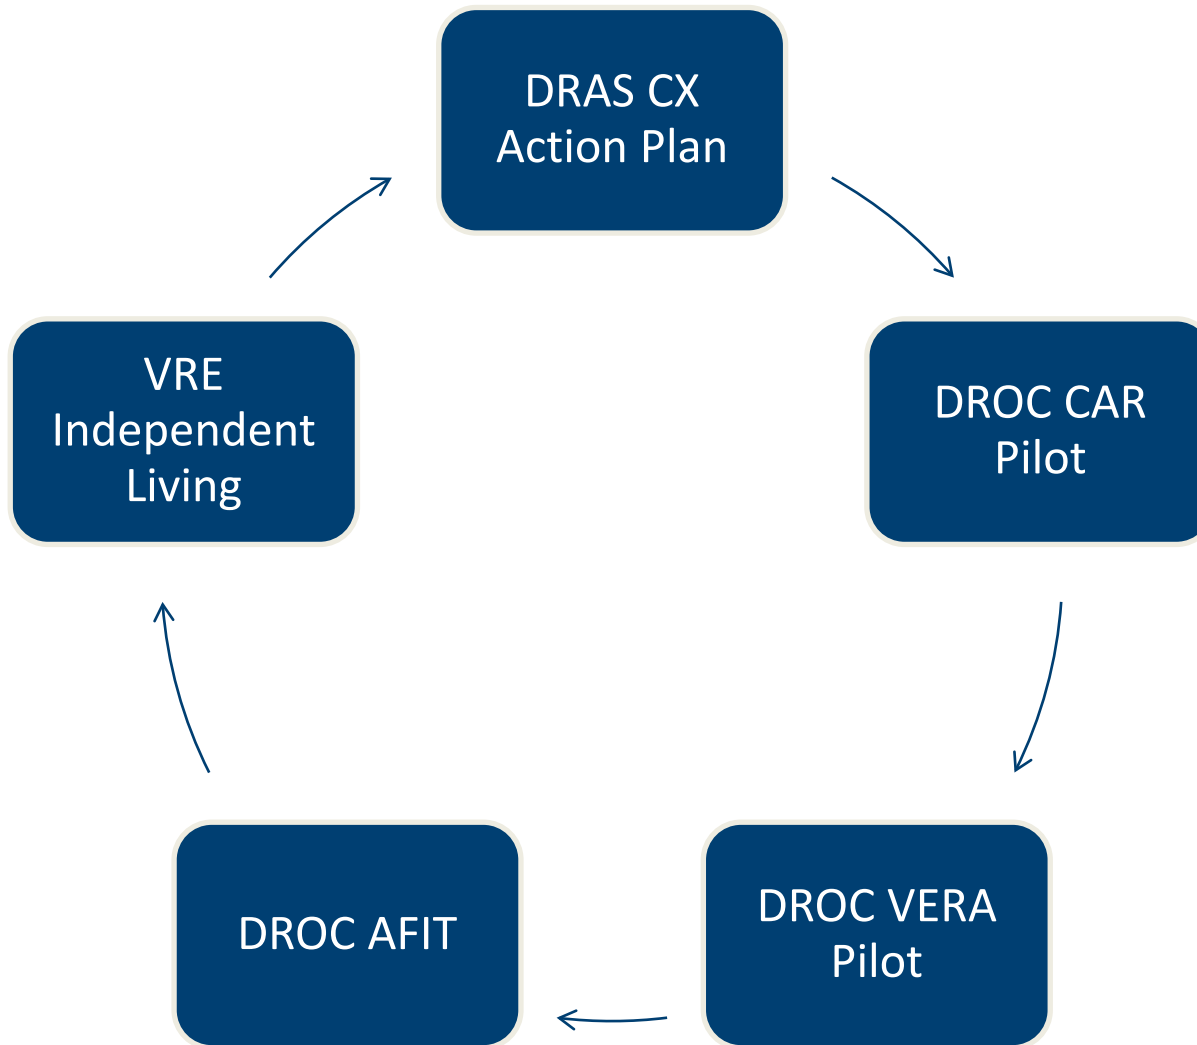 DRAS CX
Action Plan
DROC CAR
Pilot
DROC VERA
Pilot
DROC AFIT
VRE
Independent
Living